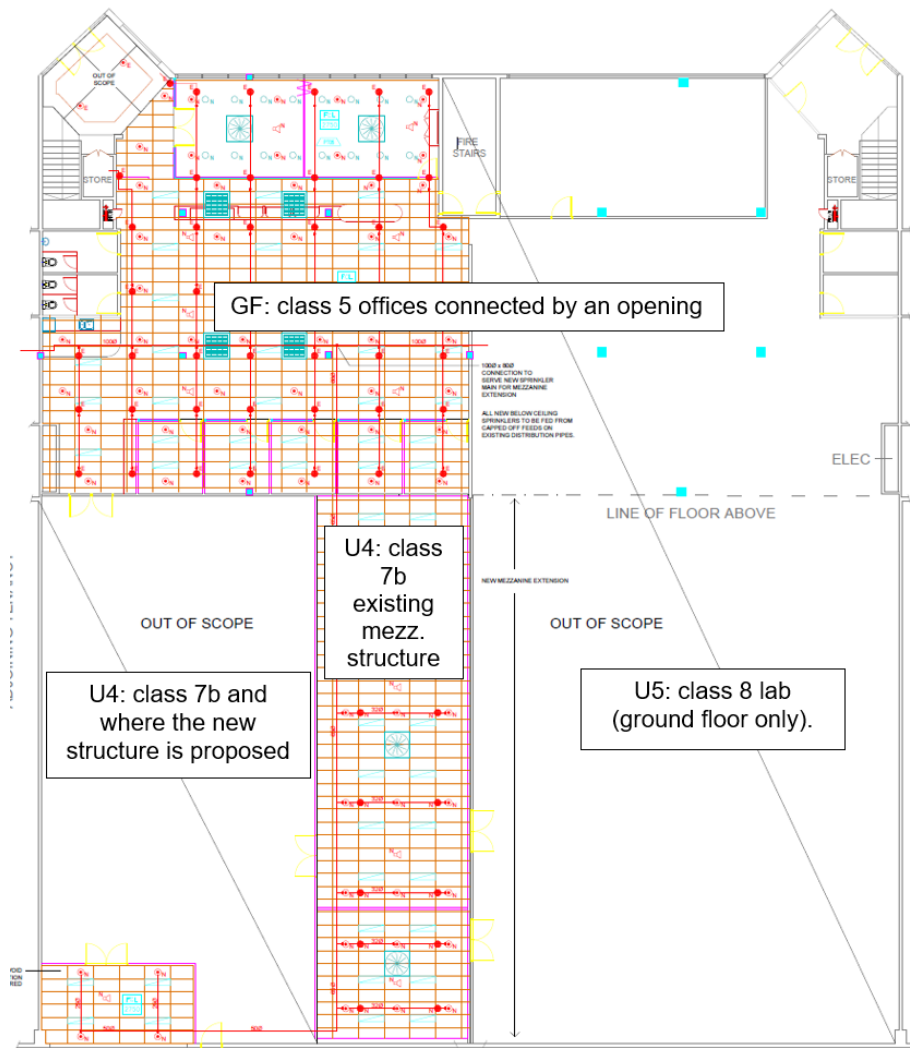 OUT OF
SCOPE
FIRE
STAIRS
STORE
STORE
GF: class 5 offices connected by an opening
100Ø
100Ø
100Ø x 80Ø
CONNECTION TO
SERVE NEW SPRINKLER
MAIN FOR MEZZANINE
EXTENSION
ALL NEW BELOW CEILING
SPRINKLERS TO BE FED FROM
CAPPED OFF FEEDS ON
EXISTING DISTRIBUTION PIPES.
ELEC
LINE OF FLOOR ABOVE
U4: class
7b
existing
mezz.
structure
NEW MEZZANINE EXTENSION
OUT OF SCOPE
OUT OF SCOPE
U4: class 7b and
where the new
structure is proposed
U5: class 8 lab
(ground floor only).